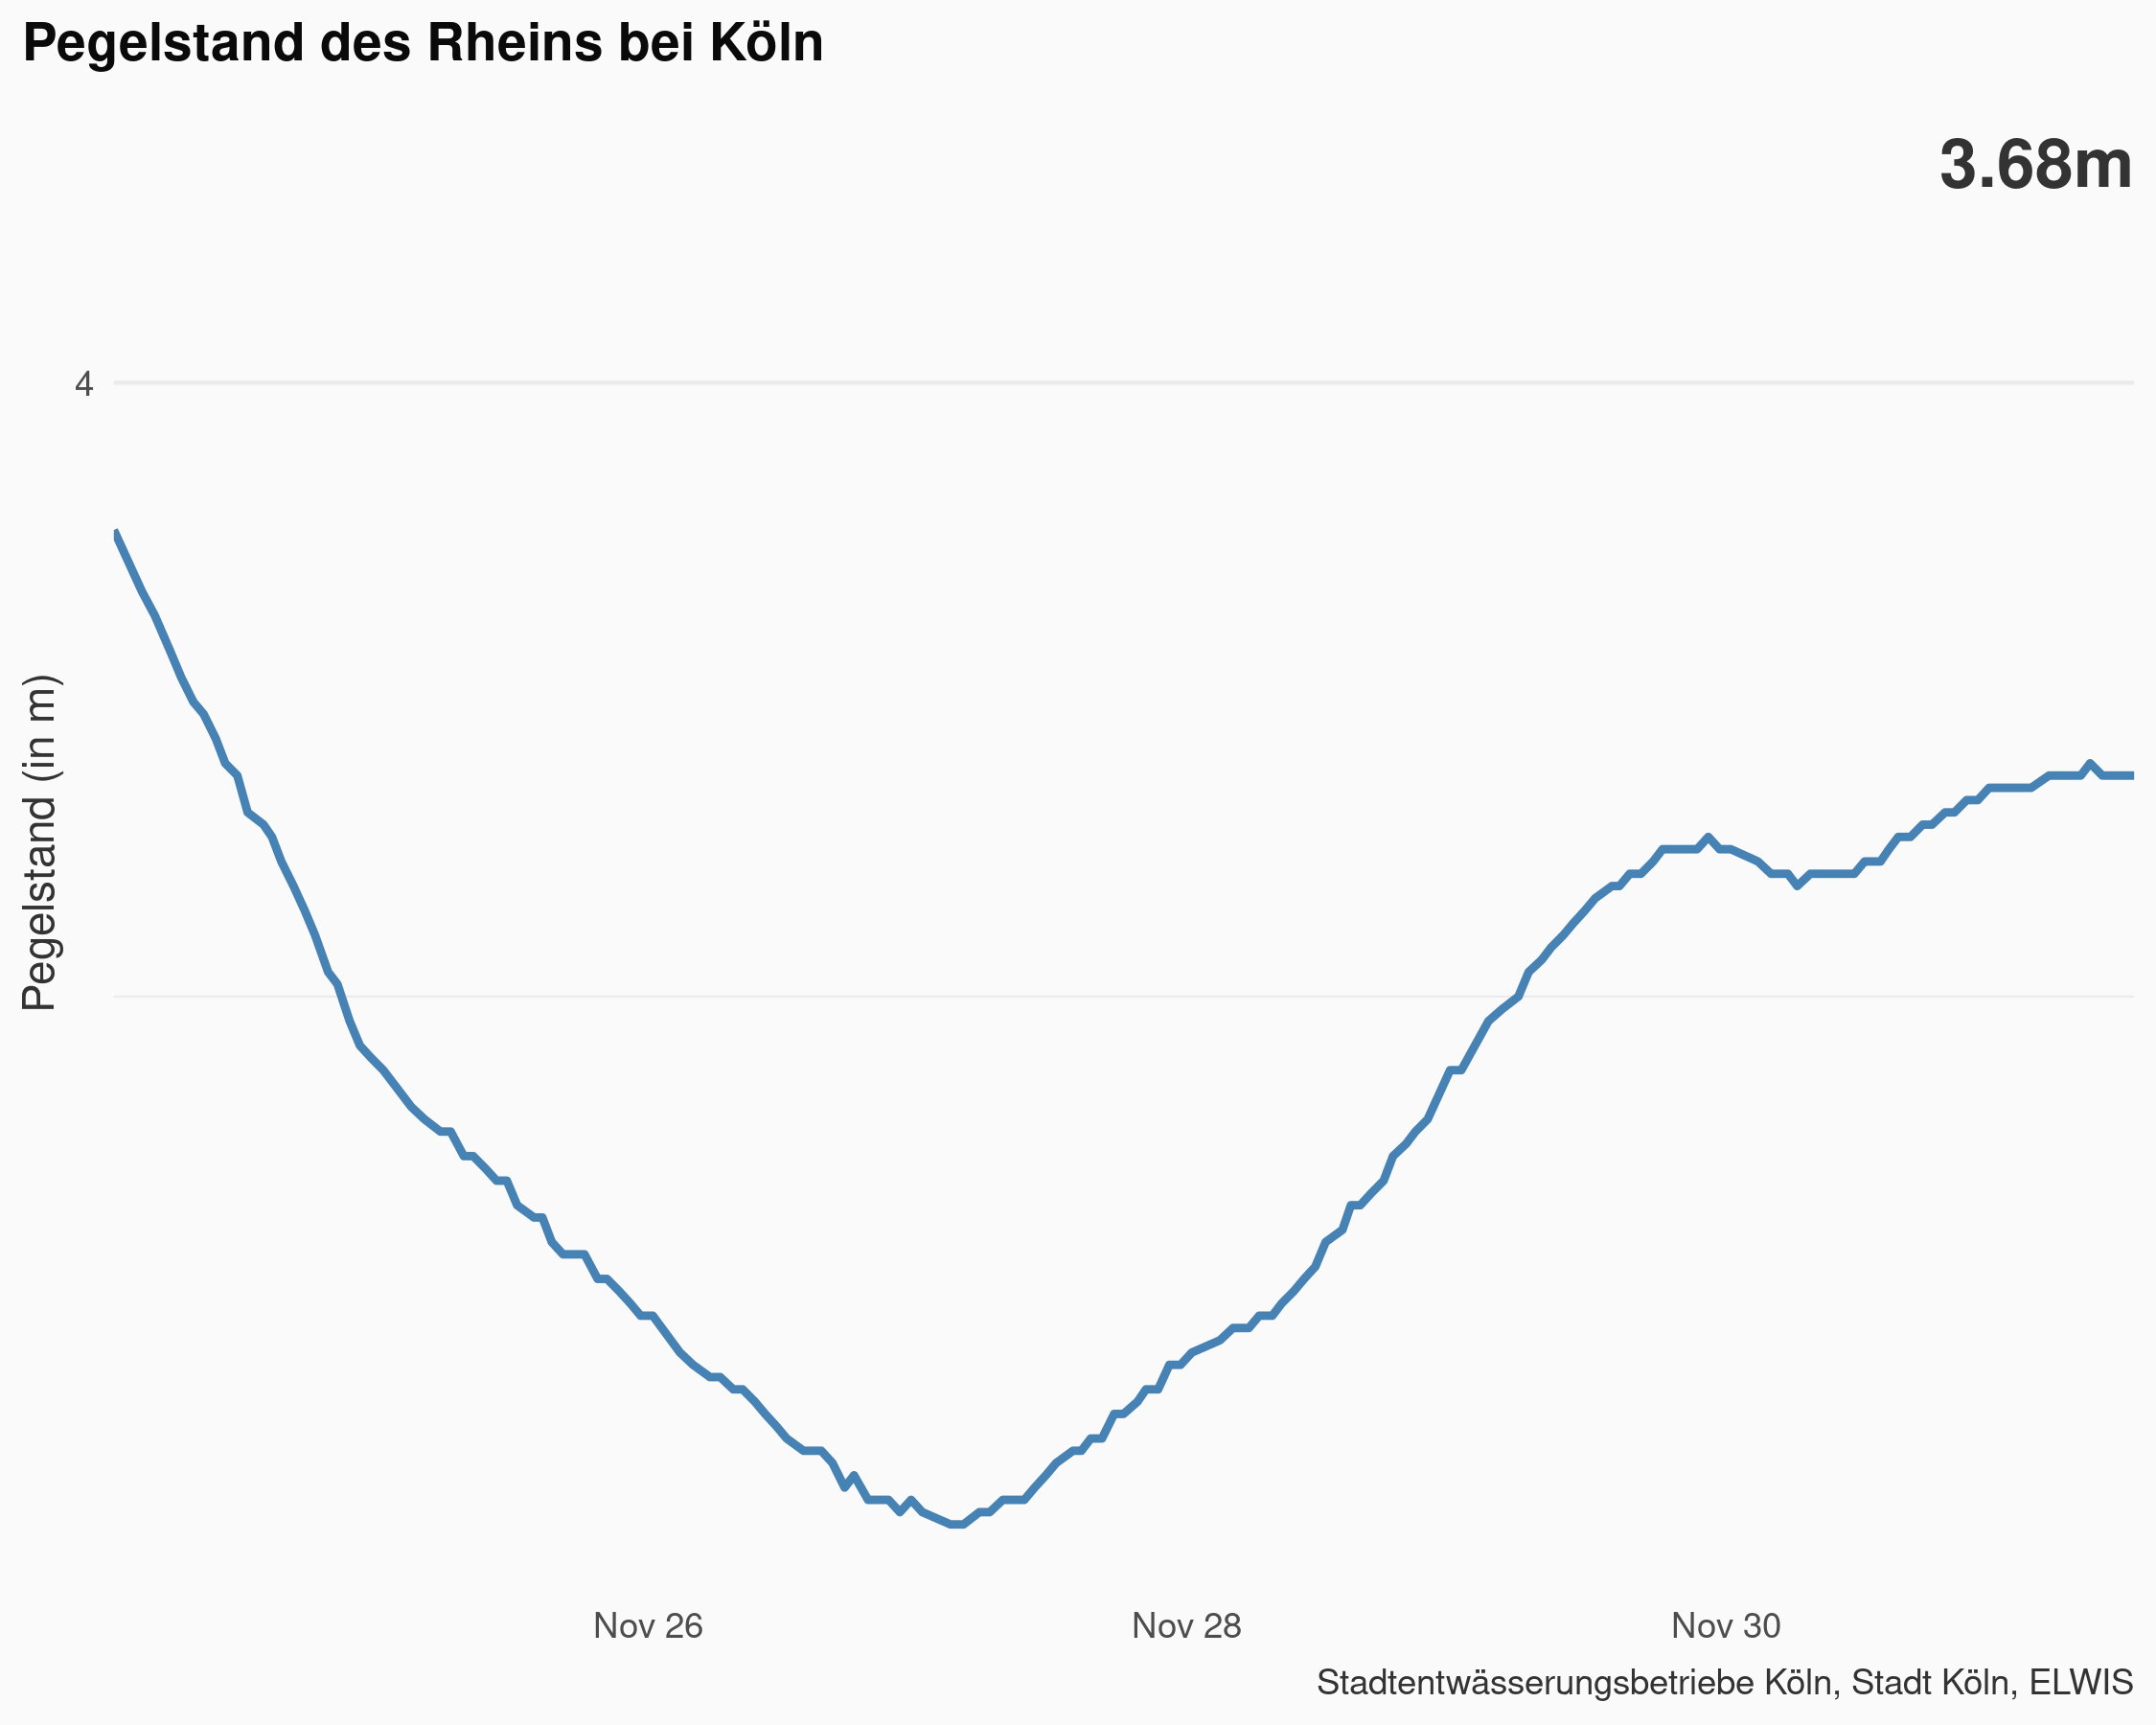 Pegelstand des Rheins bei Köln
3.68m
4
Pegelstand (in m)
Nov 26
Nov 28
Nov 30
Stadtentwässerungsbetriebe Köln, Stadt Köln, ELWIS